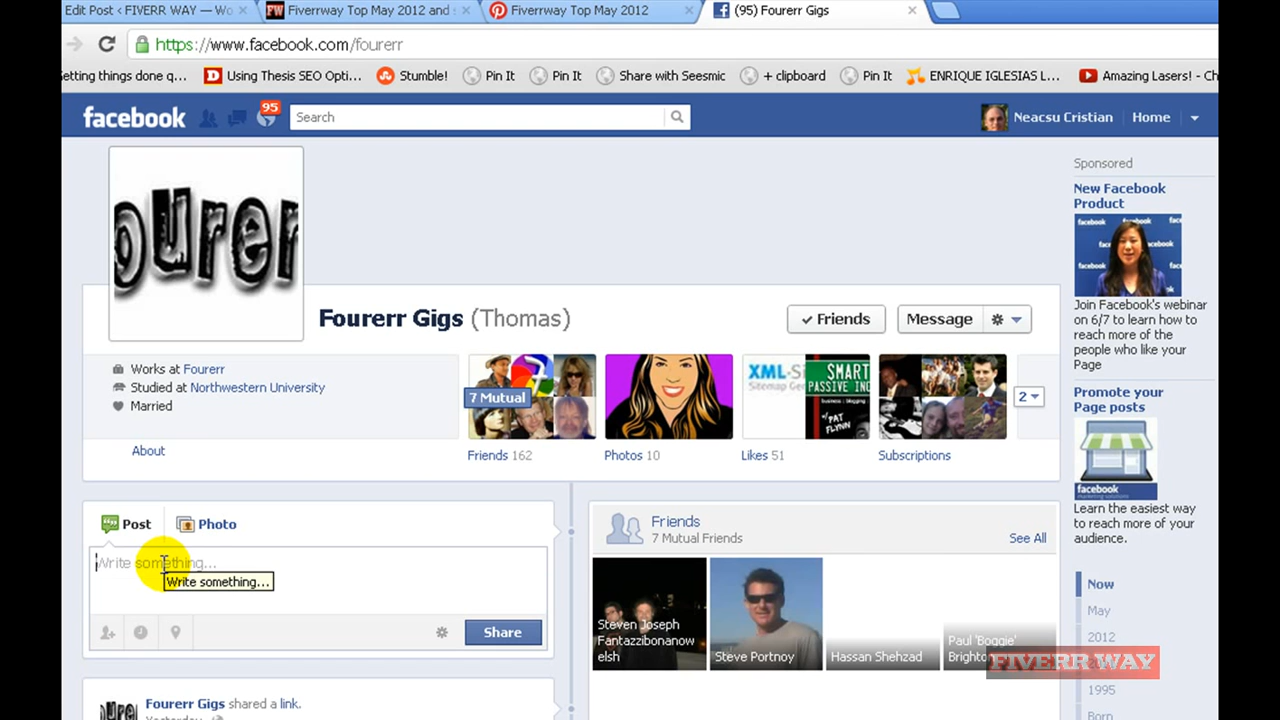 Edit Post ‹ FIVERR WAY — Wo
Fiverrway Top May 2012 and
Fiverrway Top May 2012
(95) Fourerr Gigs
https://www.facebook.com/fourerr
Getting things done q...
Using Thesis SEO Opti...
Stumble!
Pin It
Pin It
Share with Seesmic
+ clipboard
Pin It
ENRIQUE IGLESIAS L...
Amazing Lasers! - Ch
facebook
95
Search
Neacsu Cristian
Home
ourer
Fourerr Gigs (Thomas)
Friends
Message
Works at Fourerr
Studied at Northwestern University
Married
About
7 Mutual
XML-Si
Sitemap Gen
SMART
PASSIVE INC
PAT
FLYNN
2
Friends 162
Photos 10
Likes 51
Subscriptions
Post
Photo
Write something...
Write something...
Share
Friends
7 Mutual Friends
See All
Steven Joseph
Fantazzibonanow
elsh
Steve Portnoy
Hassan Shehzad
Paul 'Boggie'
Brighto
Fourerr Gigs shared a link.
Yesterday
Sponsored
New Facebook
Product
facebook
Join Facebook's webinar
on 6/7 to learn how to
reach more of the
people who like your
Page
Promote your
Page posts
facebook
Learn the easiest way
to reach more of your
audience.
Now
May
2012
1995
Born
FIVERR WAY